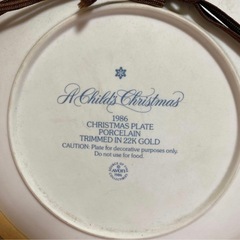 A Child's Christmas
1986
CHRISTMAS PLATE
PORCELAIN
TRIMMED IN 22K GOLD
CAUTION: Plate for decorative purposes only.
Do not use for food.
AVON